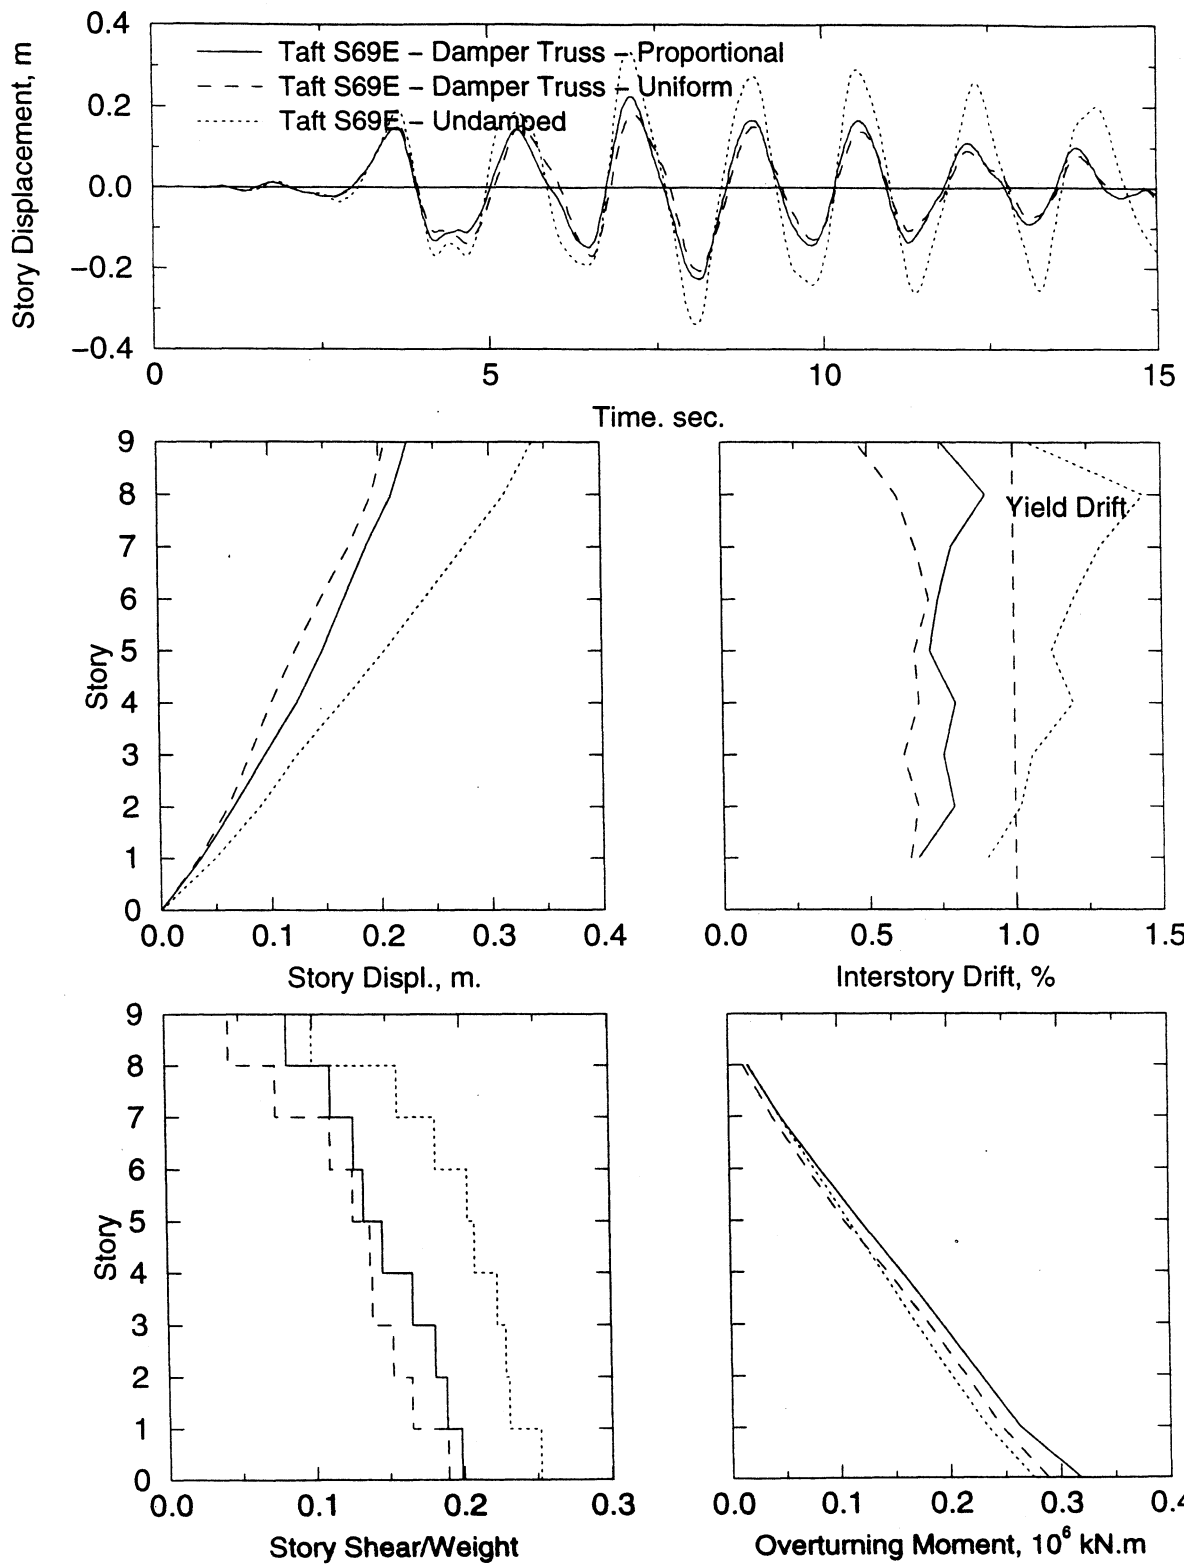 0.4
Taft S69E – Damper Truss – Proportional
Taft S69E – Damper Truss – Uniform
0.2
Taft S69E – Undamped
0.0
−0.2
−0.4
Story Displacement, m
0 5 10 15
Time. sec.
9
8
7
6
5
4
3
2
1
0
Story
0.0 0.1 0.2 0.3 0.4
Story Displ., m.
Yield Drift
0.0 0.5 1.0 1.5
Interstory Drift, %
9
8
7
6
5
4
3
2
1
0
Story
0.0 0.1 0.2 0.3
Story Shear/Weight
0.0 0.1 0.2 0.3 0.4
Overturning Moment, 10⁶ kN.m